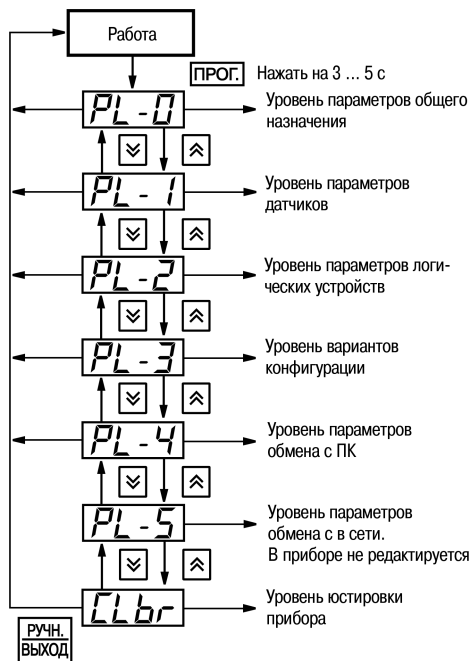 Работа
ПРОГ. Нажать на 3 ... 5 с
PL-0
Уровень параметров общего
назначения
PL-1
Уровень параметров
датчиков
PL-2
Уровень параметров логи-
ческих устройств
PL-3
Уровень вариантов
конфигурации
PL-4
Уровень параметров
обмена с ПК
PL-5
Уровень параметров
обмена с в сети.
В приборе не редактируется
CLbr
Уровень юстировки
прибора
РУЧН.
ВЫХОД